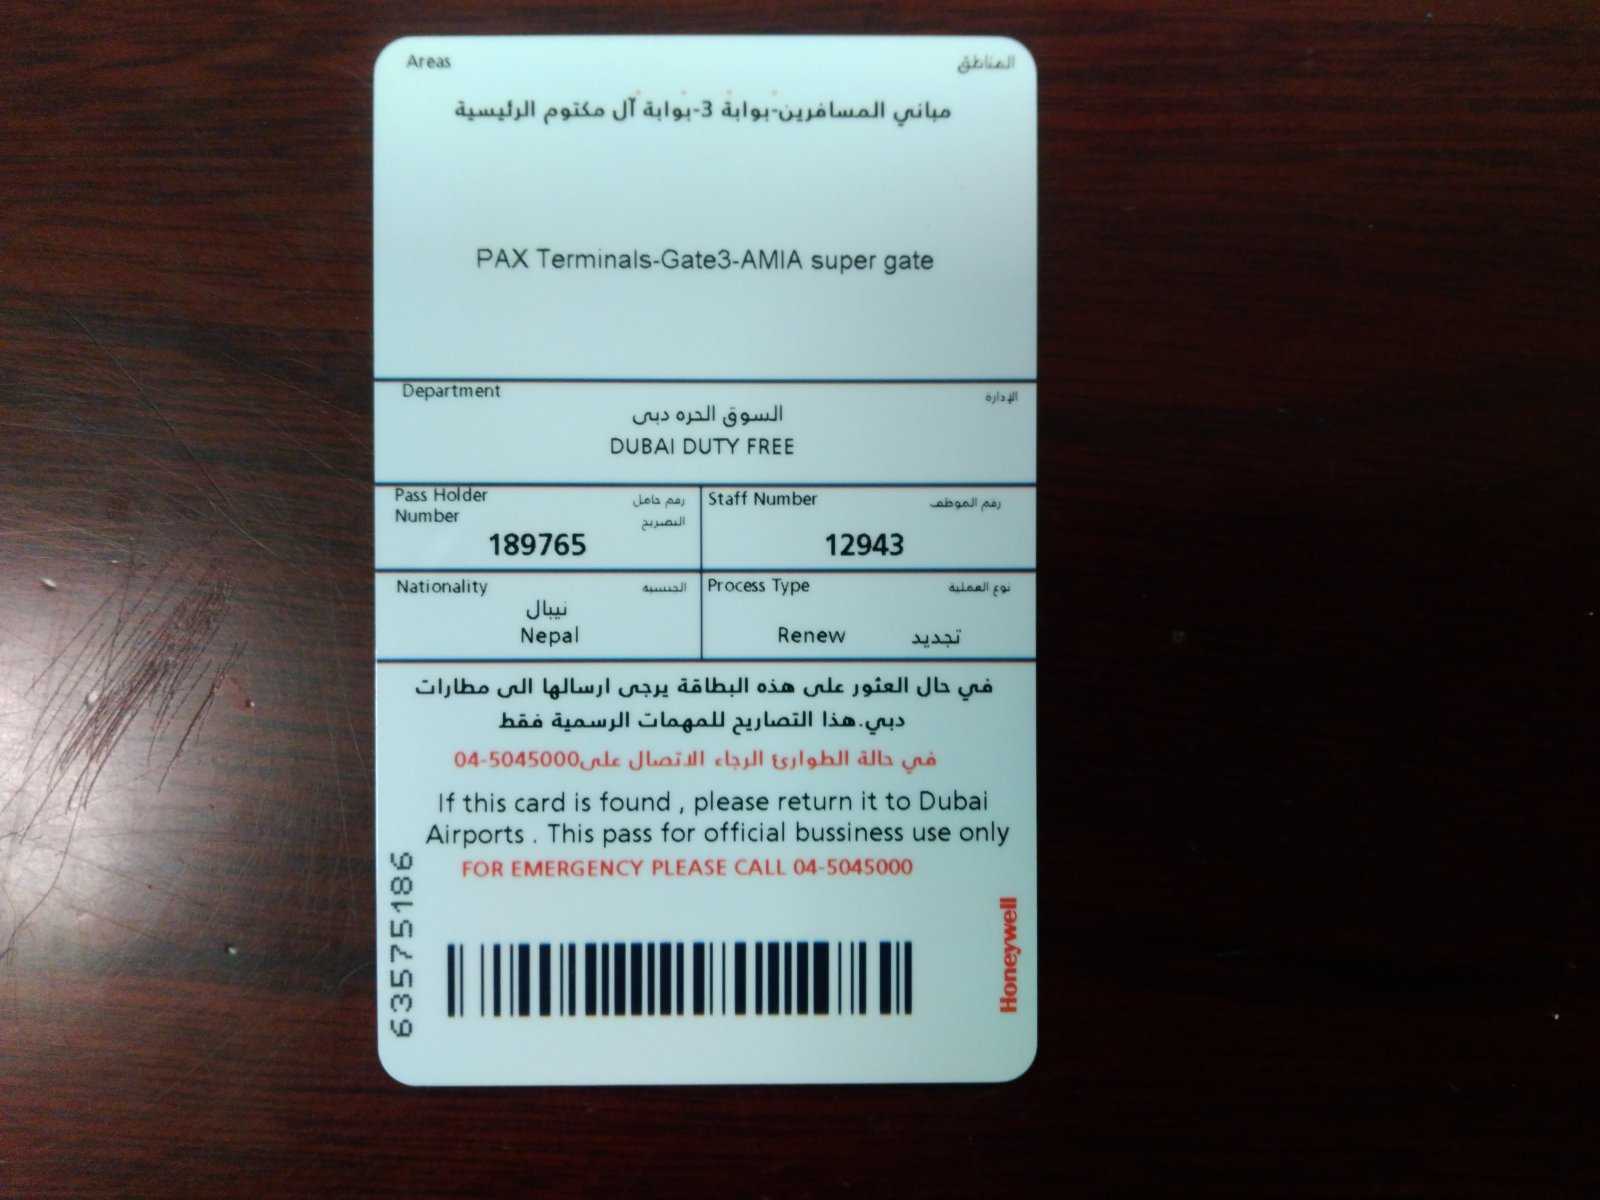 Areas المناطق
مباني المسافرين-بوابة 3-بوابة آل مكتوم الرئيسية
PAX Terminals-Gate3-AMIA super gate
Department الإدارة
السوق الحره دبى
DUBAI DUTY FREE
Pass Holder رقم حامل
Number التصريح
189765
Staff Number رقم الموظف
12943
Nationality الجنسيه
نيبال
Nepal
Process Type نوع العملية
Renew تجديد
في حال العثور على هذه البطاقة يرجى ارسالها الى مطارات
دبي.هذا التصاريح للمهمات الرسمية فقط
في حالة الطوارئ الرجاء الاتصال على04-5045000
If this card is found , please return it to Dubai
Airports . This pass for official bussiness use only
FOR EMERGENCY PLEASE CALL 04-5045000
63575186
Honeywell